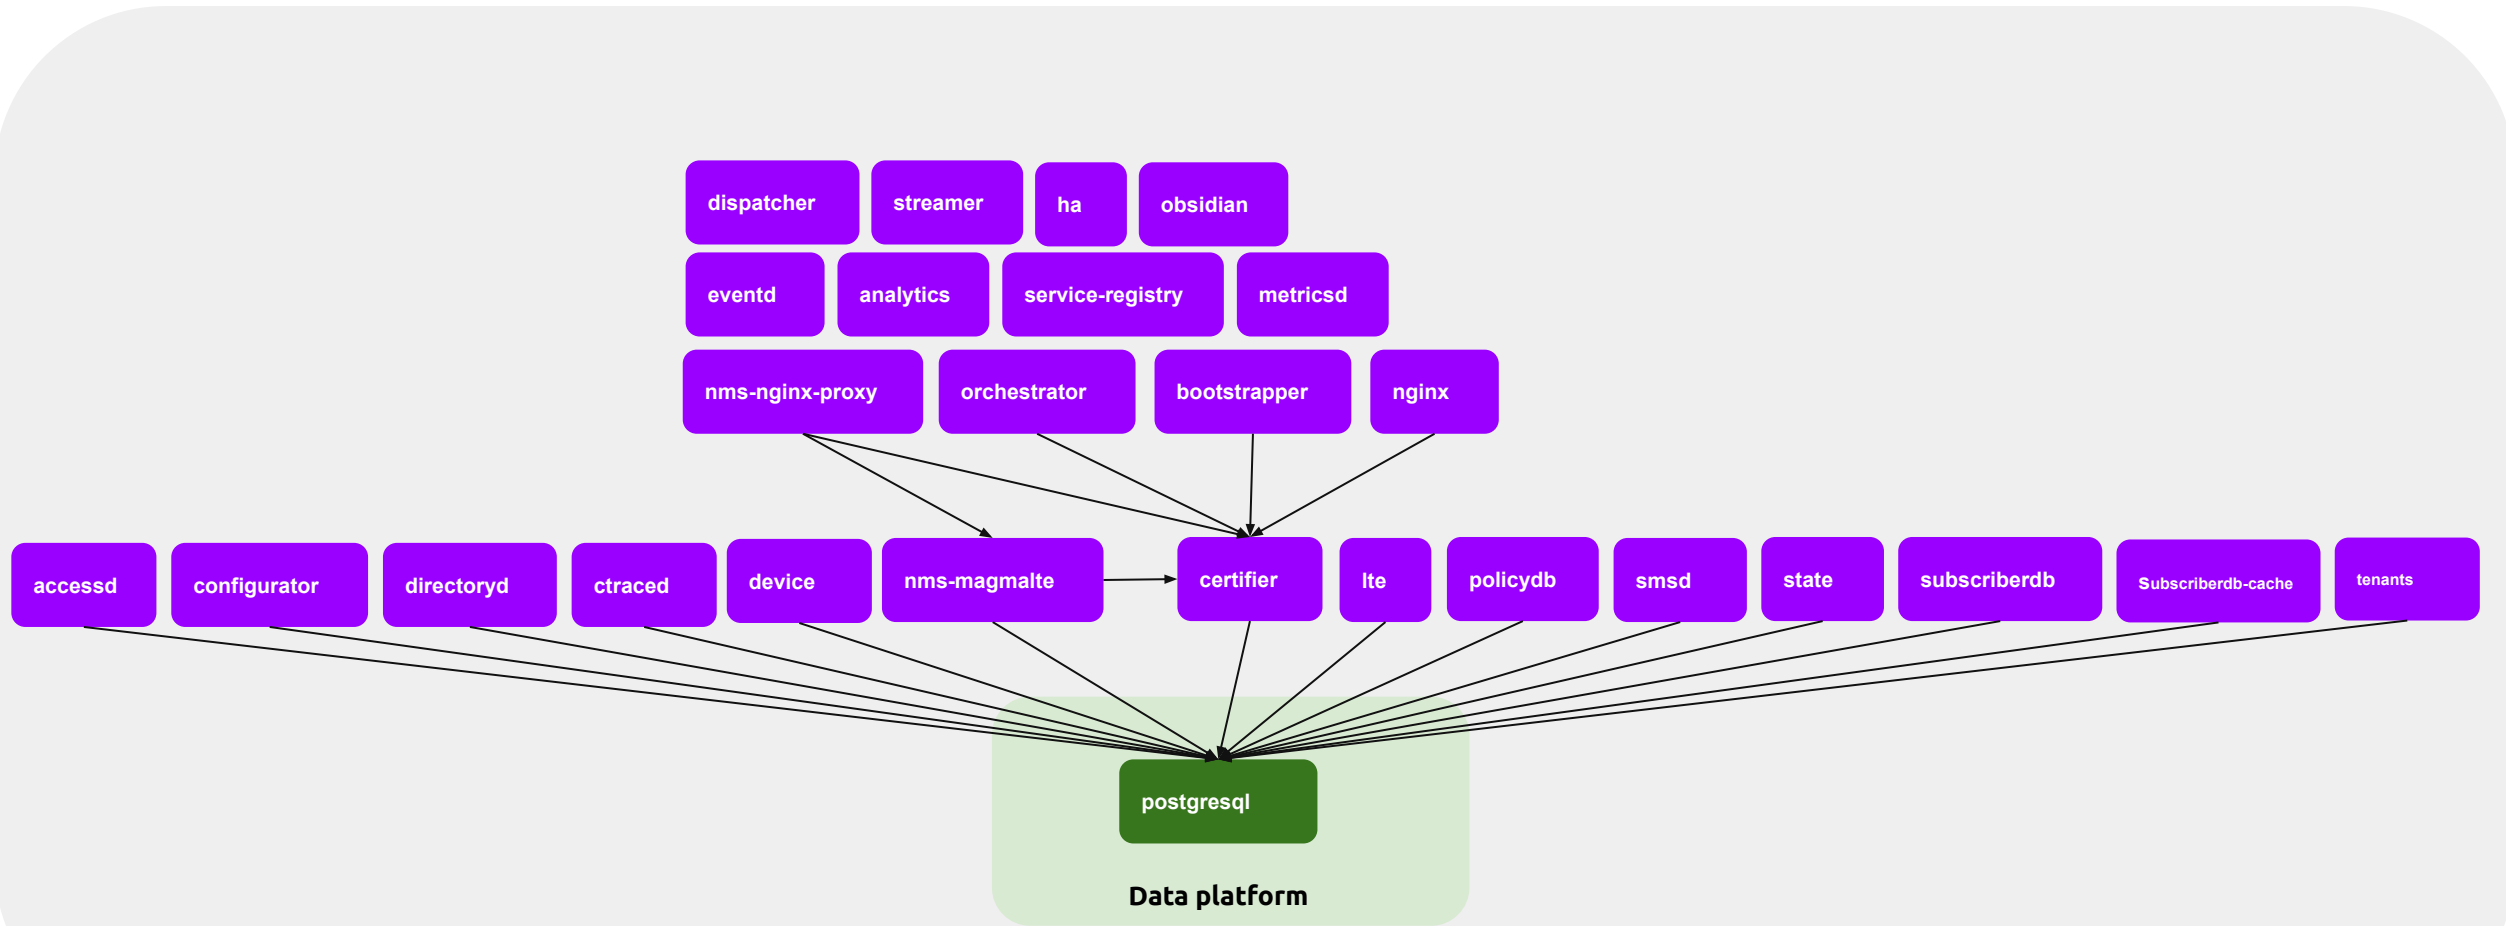 dispatcher
streamer
ha
obsidian
eventd
analytics
service-registry
metricsd
nms-nginx-proxy
orchestrator
bootstrapper
nginx
accessd
configurator
directoryd
ctraced
device
nms-magmalte
certifier
lte
policydb
smsd
state
subscriberdb
Subscriberdb-cache
tenants
postgresql
Data platform